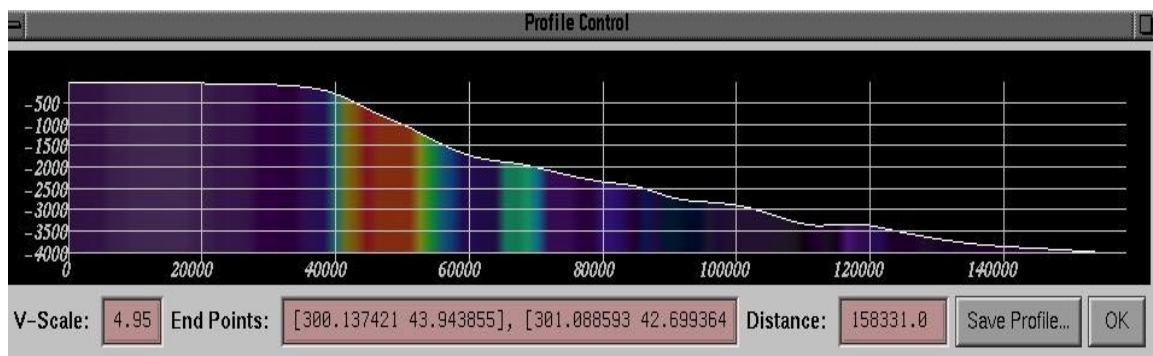 Profile Control
-500
-1000
-1500
-2000
-2500
-3000
-3500
-4000
0 20000 40000 60000 80000 100000 120000 140000
V-Scale: 4.95 End Points: [300.137421 43.943855], [301.088593 42.699364 Distance: 158331.0 Save Profile... OK